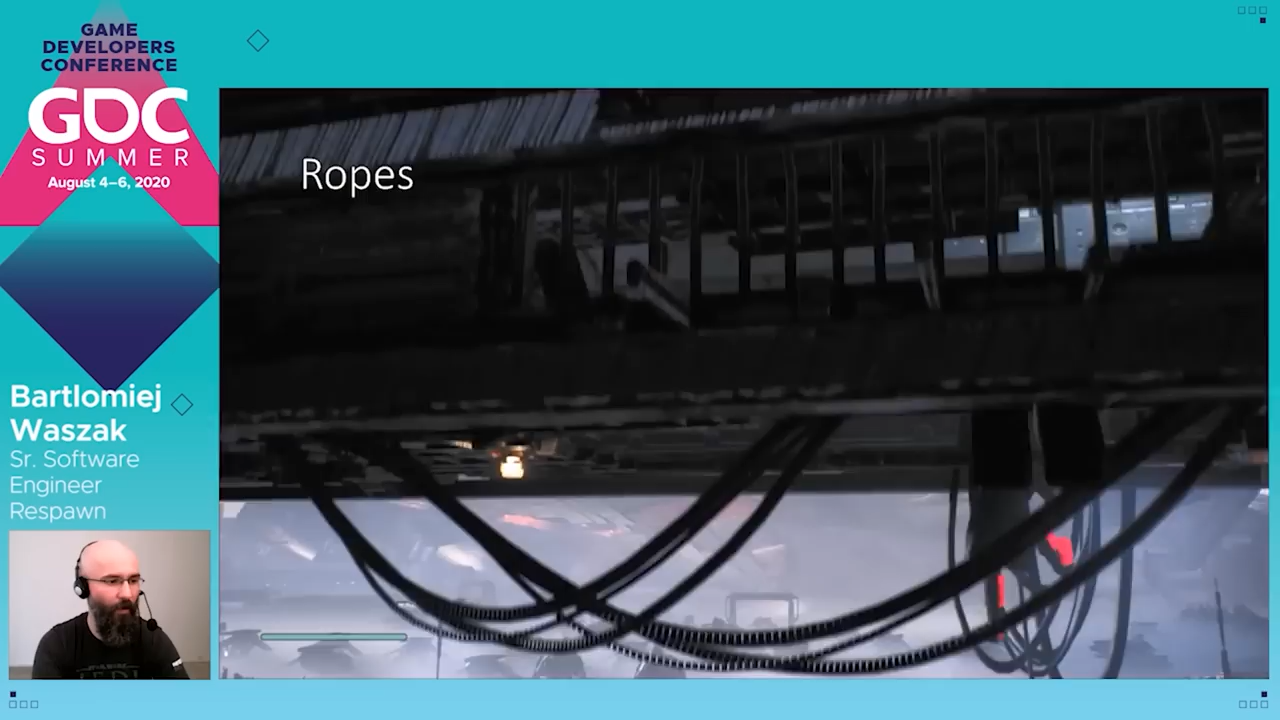 GAME
DEVELOPERS
CONFERENCE
GDC
SUMMER
August 4–6, 2020
Ropes
Bartlomiej
Waszak
Sr. Software
Engineer
Respawn